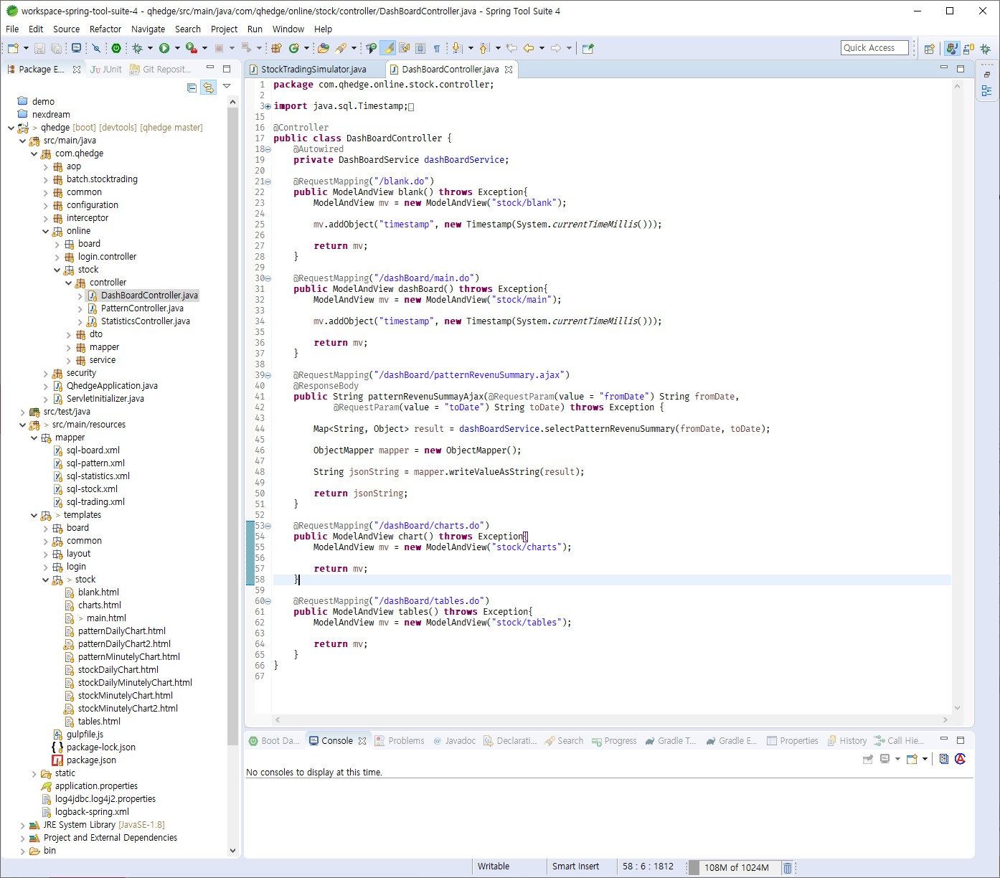 workspace-spring-tool-suite-4 - qhedge/src/main/java/com/qhedge/online/stock/controller/DashBoardController.java - Spring Tool Suite 4
File Edit Source Refactor Navigate Search Project Run Window Help
Quick Access
Package E... JUnit Git Reposit...
demo
nexdream
> qhedge [boot] [devtools] [qhedge master]
src/main/java
com.qhedge
aop
batch.stocktrading
common
configuration
interceptor
online
board
login.controller
stock
controller
DashBoardController.java
PatternController.java
StatisticsController.java
dto
mapper
service
security
QhedgeApplication.java
ServletInitializer.java
src/test/java
> src/main/resources
mapper
sql-board.xml
sql-pattern.xml
sql-statistics.xml
sql-stock.xml
sql-trading.xml
> templates
board
common
layout
login
> stock
blank.html
charts.html
> main.html
patternDailyChart.html
patternDailyChart2.html
patternMinutelyChart.html
stockDailyChart.html
stockDailyMinutelyChart.html
stockMinutelyChart.html
stockMinutelyChart2.html
tables.html
gulpfile.js
package-lock.json
package.json
static
application.properties
log4jdbc.log4j2.properties
logback-spring.xml
JRE System Library [JavaSE-1.8]
Project and External Dependencies
bin
StockTradingSimulator.java DashBoardController.java
1 package com.qhedge.online.stock.controller;
2
3 import java.sql.Timestamp;
15
16 @Controller
17 public class DashBoardController {
18 @Autowired
19 private DashBoardService dashBoardService;
20
21 @RequestMapping("/blank.do")
22 public ModelAndView blank() throws Exception{
23 ModelAndView mv = new ModelAndView("stock/blank");
24
25 mv.addObject("timestamp", new Timestamp(System.currentTimeMillis()));
26
27 return mv;
28 }
29
30 @RequestMapping("/dashBoard/main.do")
31 public ModelAndView dashBoard() throws Exception{
32 ModelAndView mv = new ModelAndView("stock/main");
33
34 mv.addObject("timestamp", new Timestamp(System.currentTimeMillis()));
35
36 return mv;
37 }
38
39 @RequestMapping("/dashBoard/patternRevenuSummary.ajax")
40 @ResponseBody
41 public String patternRevenuSummayAjax(@RequestParam(value = "fromDate") String fromDate,
42 @RequestParam(value = "toDate") String toDate) throws Exception {
43
44 Map<String, Object> result = dashBoardService.selectPatternRevenuSummary(fromDate, toDate);
45
46 ObjectMapper mapper = new ObjectMapper();
47
48 String jsonString = mapper.writeValueAsString(result);
49
50 return jsonString;
51 }
52
53 @RequestMapping("/dashBoard/charts.do")
54 public ModelAndView chart() throws Exception{
55 ModelAndView mv = new ModelAndView("stock/charts");
56
57 return mv;
58 }
59
60 @RequestMapping("/dashBoard/tables.do")
61 public ModelAndView tables() throws Exception{
62 ModelAndView mv = new ModelAndView("stock/tables");
63
64 return mv;
65 }
66 }
67
Boot Da... Console Problems Javadoc Declarati... Search Progress Gradle T... Gradle E... Properties History Call Hie...
No consoles to display at this time.
Writable Smart Insert 58 : 6 : 1812 108M of 1024M